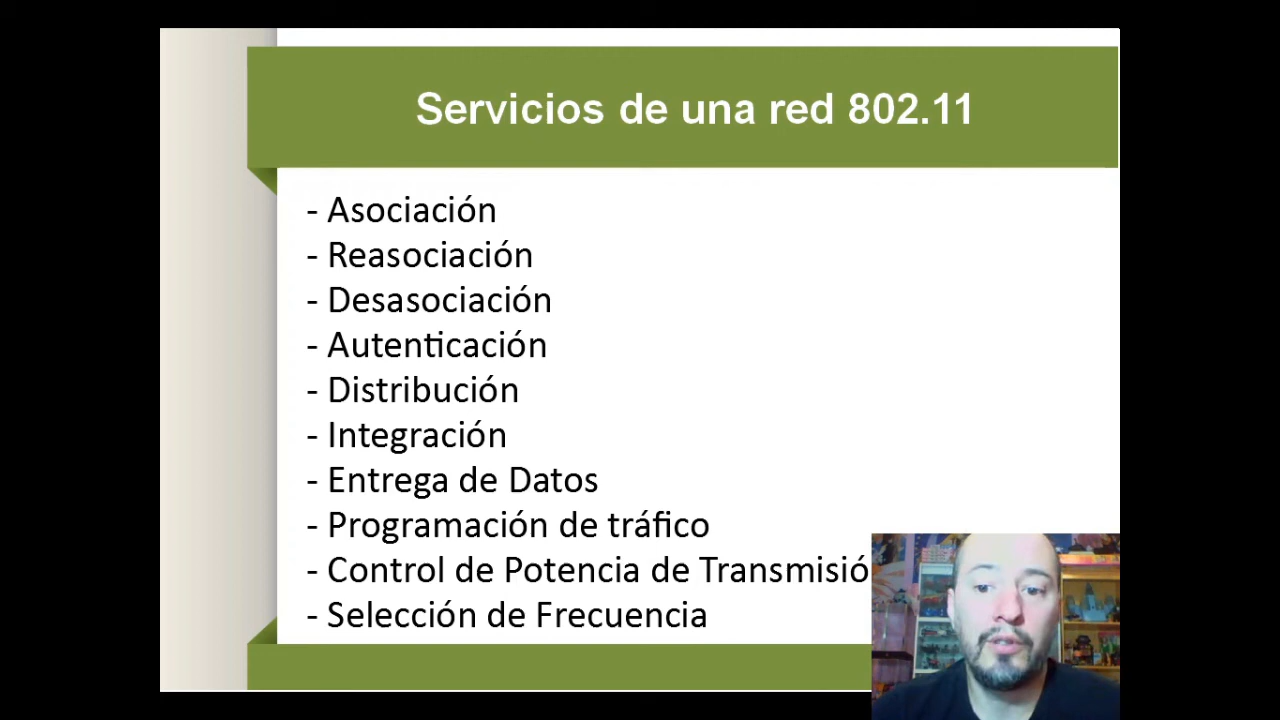 Servicios de una red 802.11
- Asociación
- Reasociación
- Desasociación
- Autenticación
- Distribución
- Integración
- Entrega de Datos
- Programación de tráfico
- Control de Potencia de Transmisió
- Selección de Frecuencia